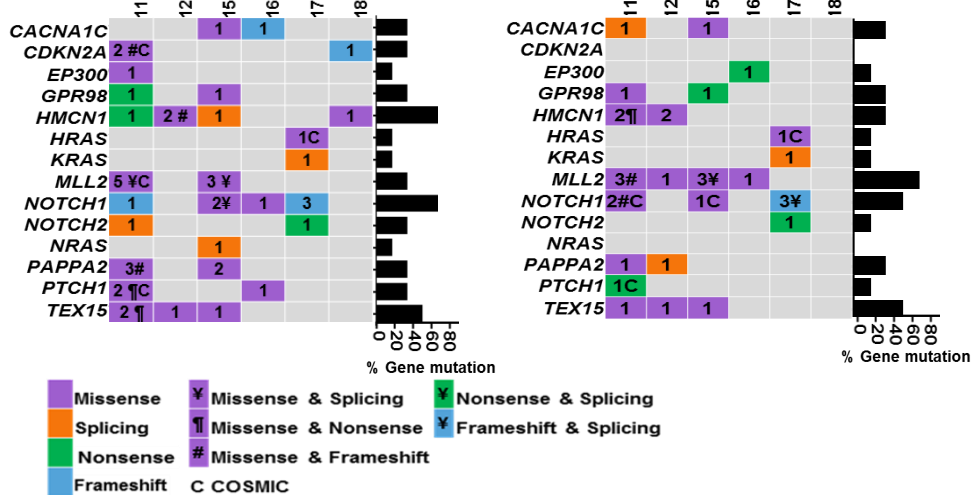 11 12 15 16 17 18
CACNA1C 1 1
CDKN2A 2 #C 1
EP300 1
GPR98 1 1
HMCN1 1 2 # 1 1
HRAS 1C
KRAS 1
MLL2 5 ¥C 3 ¥
NOTCH1 1 2¥ 1 3
NOTCH2 1 1
NRAS 1
PAPPA2 3# 2
PTCH1 2 ¶C 1
TEX15 2 ¶ 1 1
0 20 40 60 80
% Gene mutation
11 12 15 16 17 18
CACNA1C 1 1
CDKN2A
EP300 1
GPR98 1 1
HMCN1 2¶ 2
HRAS 1C
KRAS 1
MLL2 3# 1 3¥ 1
NOTCH1 2#C 1C 3¥
NOTCH2 1
NRAS
PAPPA2 1 1
PTCH1 1C
TEX15 1 1 1
0 20 40 60 80
% Gene mutation
Missense
Splicing
Nonsense
Frameshift
¥ Missense & Splicing
¶ Missense & Nonsense
# Missense & Frameshift
C COSMIC
¥ Nonsense & Splicing
¥ Frameshift & Splicing